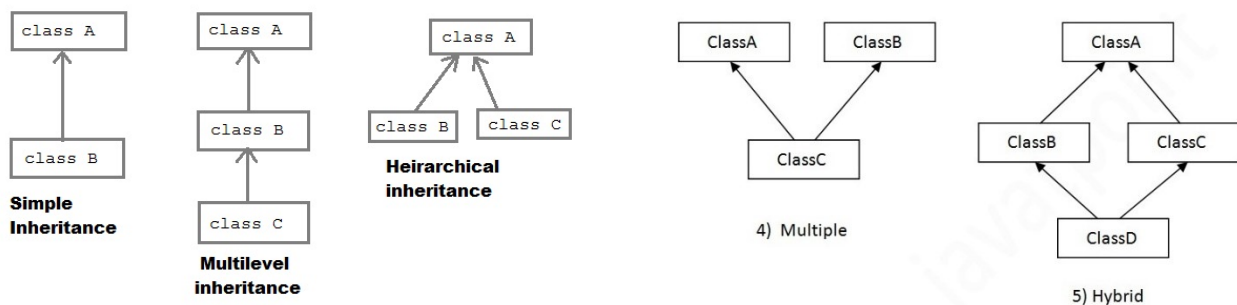 class A
class B
Simple
Inheritance
class A
class B
class C
Multilevel
inheritance
class A
class B
class C
Heirarchical
inheritance
ClassA
ClassB
ClassC
4) Multiple
ClassA
ClassB
ClassC
ClassD
5) Hybrid